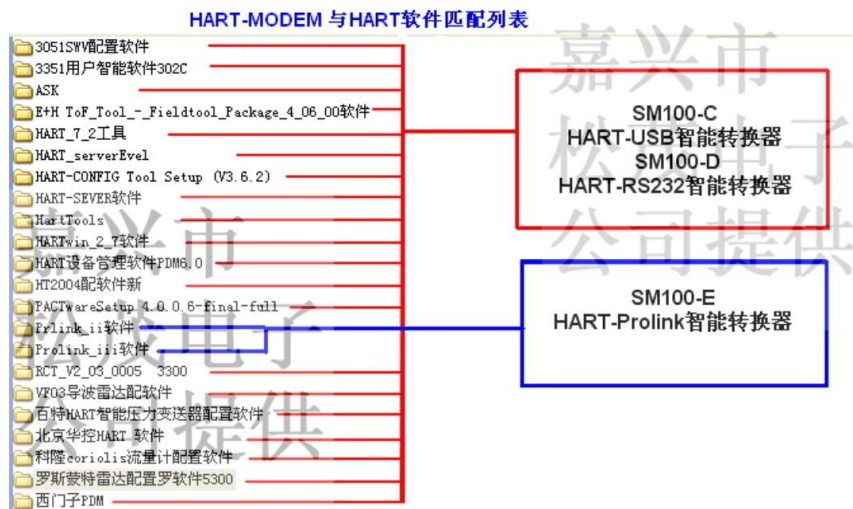 HART-MODEM 与HART软件匹配列表
3051SWV配置软件
3351用户智能软件302C
ASK
E+H ToF_Tool_-_Fieldtool_Package_4_06_00软件
HART_7_2工具
HART_serverEvel
HART-CONFIG Tool Setup (V3.6.2)
HART-SEVER软件
HartTools
HARTwin_2_7软件
HART设备管理软件PDM6.0
HT2004配软件新
PACTwareSetup 4.0.0.6-final-full
Prlink_ii软件
Prolink_iii软件
RCT_V2_03_0005 3300
VF03导波雷达配软件
百特HART智能压力变送器配置软件
北京华控HART 软件
科隆coriolis流量计配置软件
罗斯蒙特雷达配置罗软件5300
西门子PDM
SM100-C
HART-USB智能转换器
SM100-D
HART-RS232智能转换器
SM100-E
HART-Prolink智能转换器
嘉兴市
松茂电子
公司提供
嘉兴市
松茂电子
公司提供